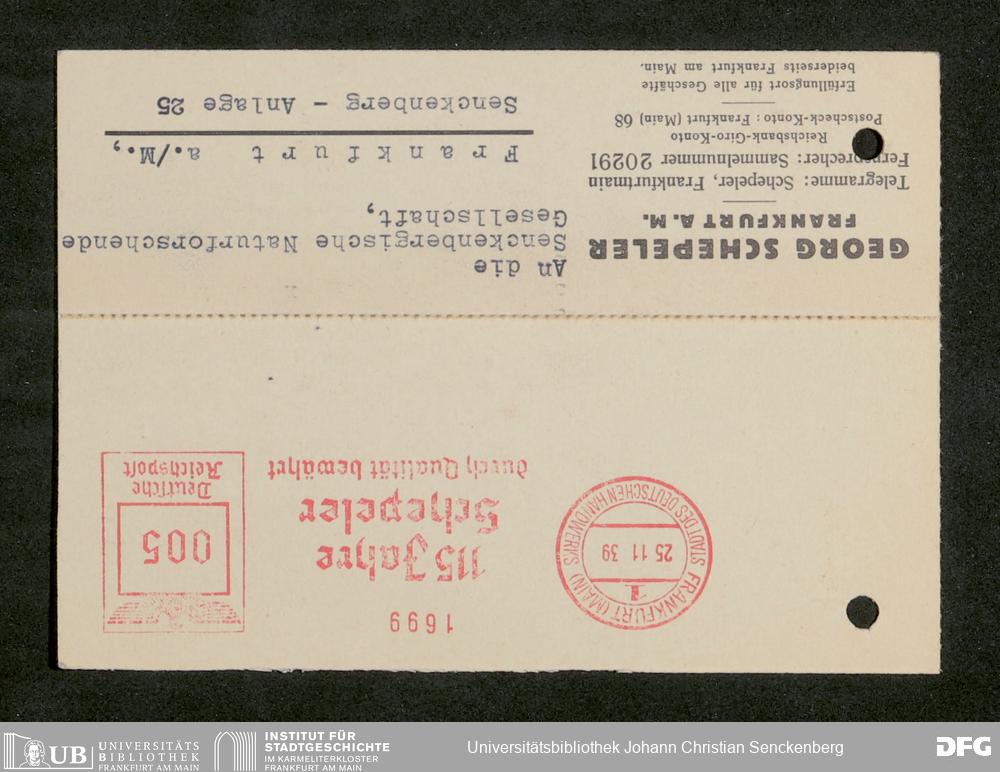 1699
115 Jahre
Schepeler
durch Qualität bewährt
FRANKFURT (MAIN) 1
25 11 39
STADT DES DEUTSCHEN HANDWERKS
005
Deutsche
Reichspost
GEORG SCHEPELER
FRANKFURT A. M.
Telegramme: Schepeler, Frankfurtmain
Fernsprecher: Sammelnummer 20291
Reichsbank-Giro-Konto
Postscheck-Konto: Frankfurt (Main) 68
Erfüllungsort für alle Geschäfte
beiderseits Frankfurt am Main.
An die
Senckenbergische Naturforschende
Gesellschaft,
Frankfurt a./M.,
Senckenberg - Anlage 25
UB UNIVERSITÄTS
BIBLIOTHEK
FRANKFURT AM MAIN
INSTITUT FÜR
STADTGESCHICHTE
IM KARMELITERKLOSTER
FRANKFURT AM MAIN
Universitätsbibliothek Johann Christian Senckenberg
DFG